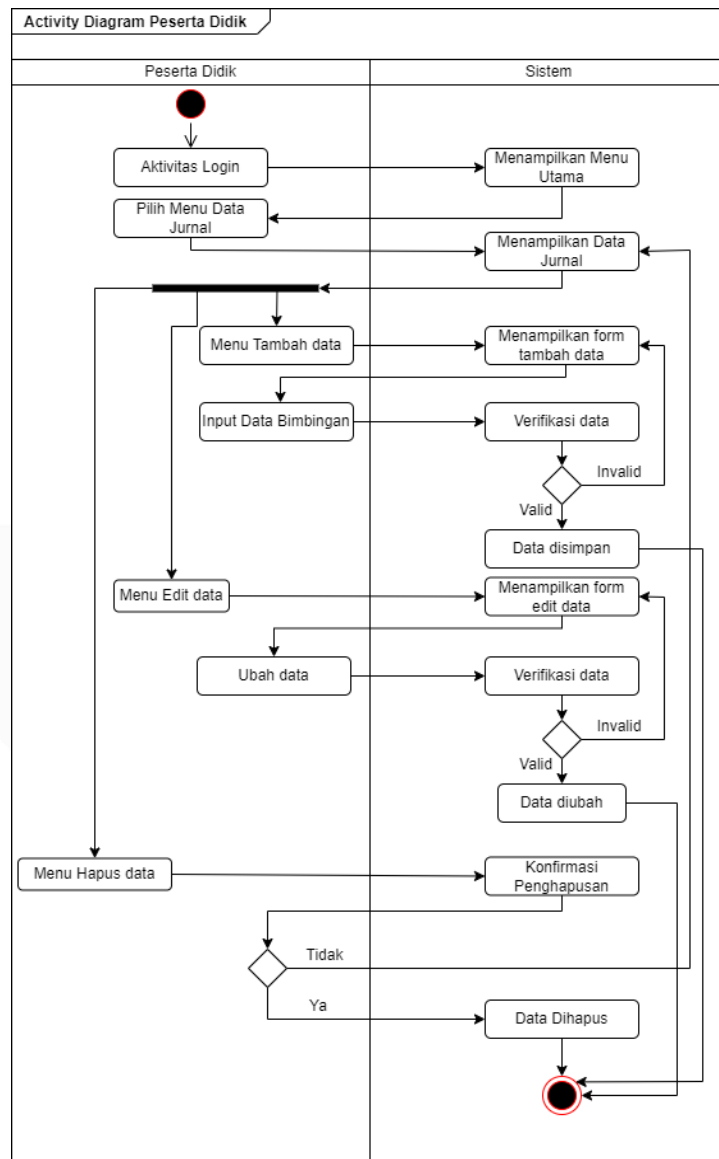 Activity Diagram Peserta Didik
Peserta Didik
Sistem
Aktivitas Login
Menampilkan Menu
Utama
Pilih Menu Data
Jurnal
Menampilkan Data
Jurnal
Menu Tambah data
Menampilkan form
tambah data
Input Data Bimbingan
Verifikasi data
Invalid
Valid
Data disimpan
Menu Edit data
Menampilkan form
edit data
Ubah data
Verifikasi data
Invalid
Valid
Data diubah
Menu Hapus data
Konfirmasi
Penghapusan
Tidak
Ya
Data Dihapus